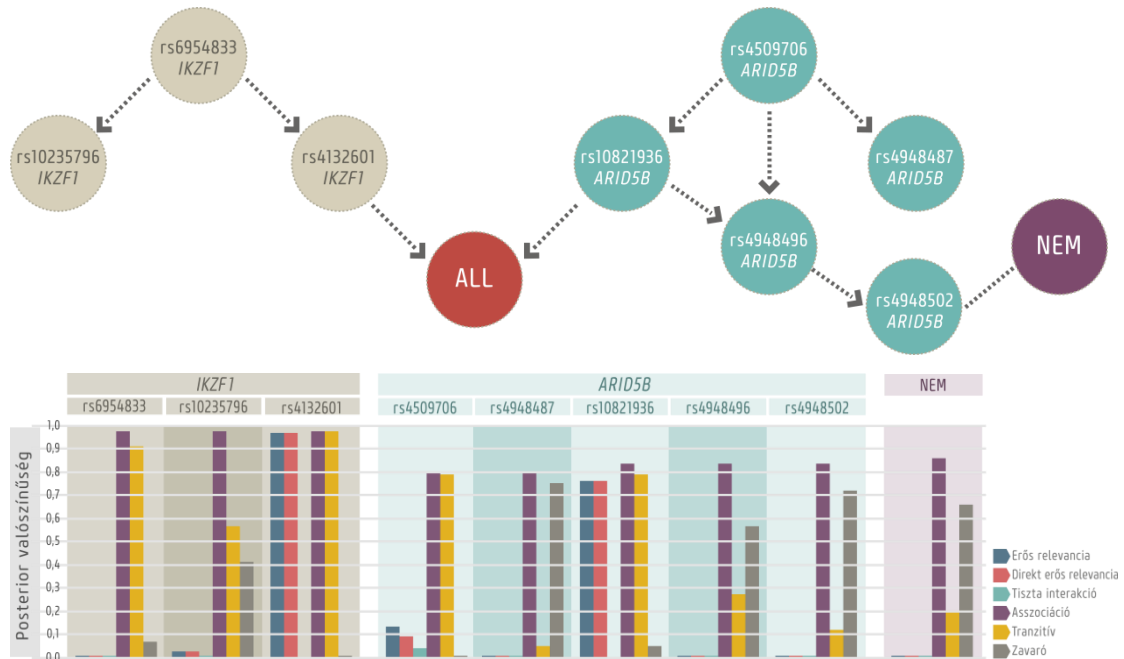 rs6954833
IKZF1
rs4509706
ARID5B
rs10235796
IKZF1
rs4132601
IKZF1
rs10821936
ARID5B
rs4948487
ARID5B
rs4948496
ARID5B
NEM
ALL
rs4948502
ARID5B
IKZF1
ARID5B
NEM
rs6954833
rs10235796
rs4132601
rs4509706
rs4948487
rs10821936
rs4948496
rs4948502
Posterior valószínűség
1,0
0,9
0,8
0,7
0,6
0,5
0,4
0,3
0,2
0,1
0,0
Erős relevancia
Direkt erős relevancia
Tiszta interakció
Asszociáció
Tranzitív
Zavaró